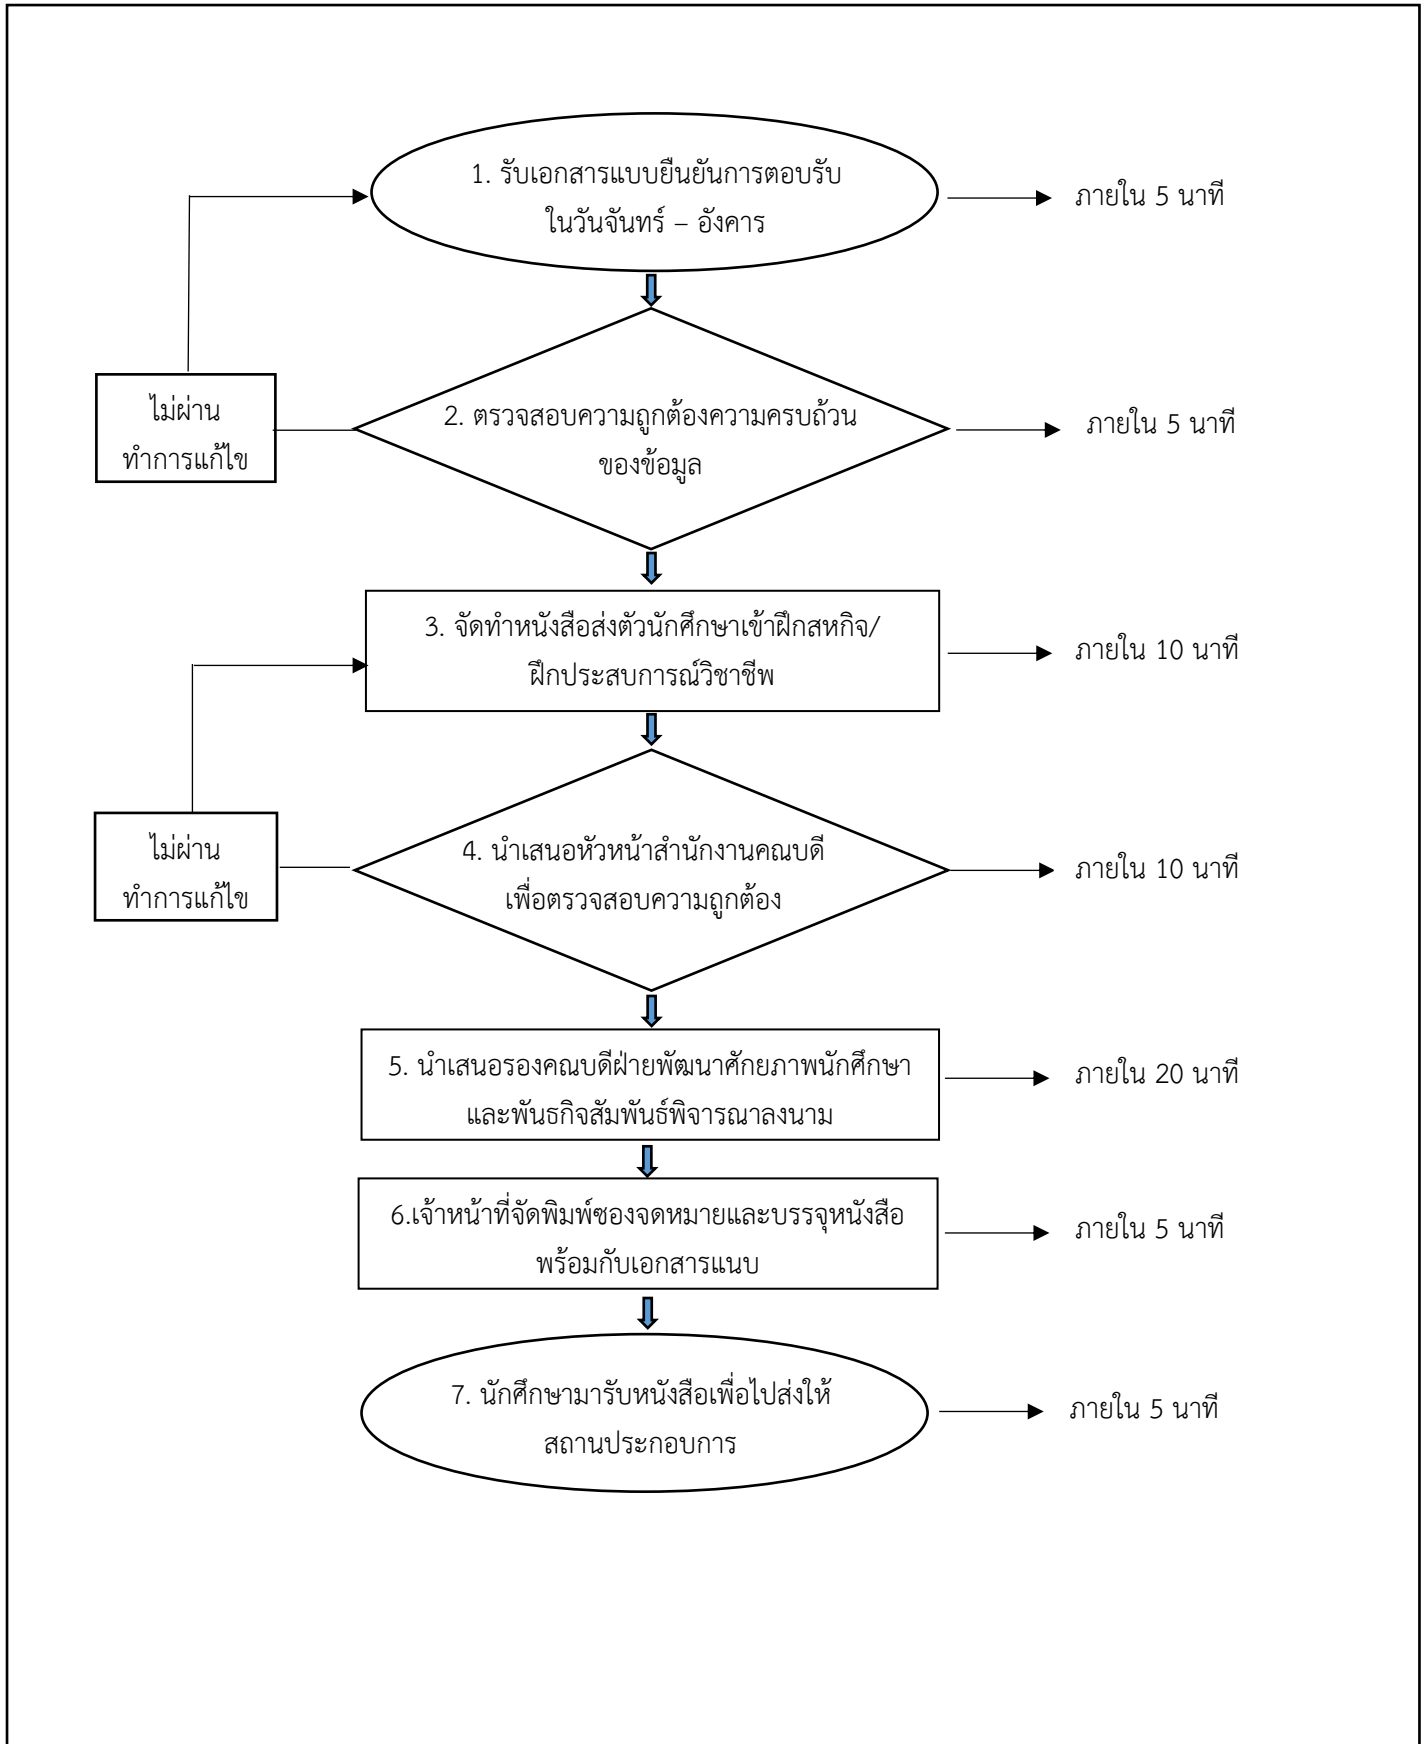 1. รับเอกสารแบบยืนยันการตอบรับ
ในวันจันทร์ – อังคาร
ภายใน 5 นาที
ไม่ผ่าน
ทำการแก้ไข
2. ตรวจสอบความถูกต้องความครบถ้วน
ของข้อมูล
ภายใน 5 นาที
3. จัดทำหนังสือส่งตัวนักศึกษาเข้าฝึกสหกิจ/
ฝึกประสบการณ์วิชาชีพ
ภายใน 10 นาที
ไม่ผ่าน
ทำการแก้ไข
4. นำเสนอหัวหน้าสำนักงานคณบดี
เพื่อตรวจสอบความถูกต้อง
ภายใน 10 นาที
5. นำเสนอรองคณบดีฝ่ายพัฒนาศักยภาพนักศึกษา
และพันธกิจสัมพันธ์พิจารณาลงนาม
ภายใน 20 นาที
6.เจ้าหน้าที่จัดพิมพ์ซองจดหมายและบรรจุหนังสือ
พร้อมกับเอกสารแนบ
ภายใน 5 นาที
7. นักศึกษามารับหนังสือเพื่อไปส่งให้
สถานประกอบการ
ภายใน 5 นาที